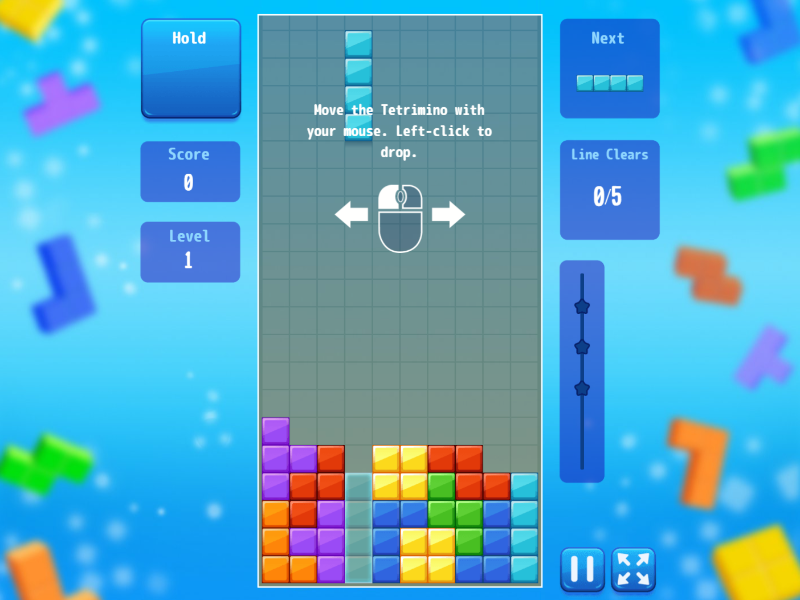 Hold
Next
Move the Tetrimino with
your mouse. Left-click to
drop.
Score
0
Line Clears
0/5
Level
1